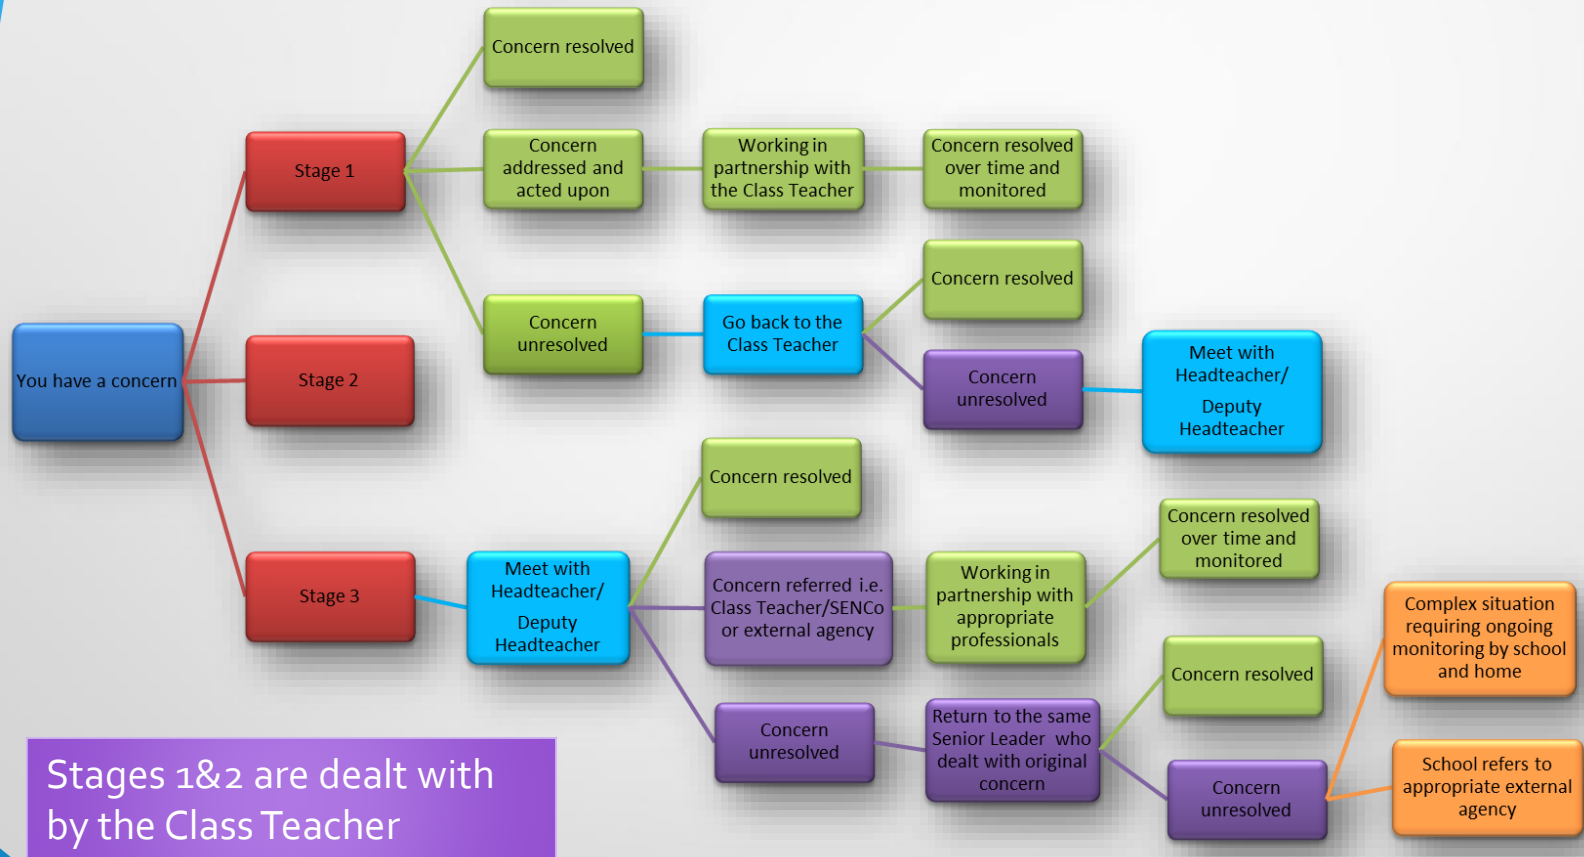 Concern resolved
Stage 1
Concern
addressed and
acted upon
Working in
partnership with
the Class Teacher
Concern resolved
over time and
monitored
Concern resolved
Concern
unresolved
Go back to the
Class Teacher
Concern
unresolved
Meet with
Headteacher/
Deputy
Headteacher
You have a concern
Stage 2
Stage 3
Meet with
Headteacher/
Deputy
Headteacher
Concern resolved
Concern referred i.e.
Class Teacher/SENCo
or external agency
Working in
partnership with
appropriate
professionals
Concern resolved
over time and
monitored
Concern
unresolved
Return to the same
Senior Leader who
dealt with original
concern
Concern resolved
Concern
unresolved
Complex situation
requiring ongoing
monitoring by school
and home
School refers to
appropriate external
agency
Stages 1&2 are dealt with
by the Class Teacher